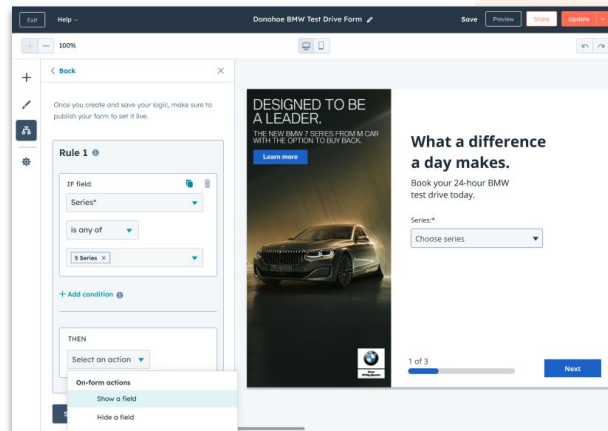 Exit
Help
Donohoe BMW Test Drive Form
Save
Preview
Share
Update
100%
Back
Once you create and save your logic, make sure to
publish your form to set it live.
Rule 1
IF field:
Series*
is any of
5 Series ×
+ Add condition
THEN
Select an action
On-form actions
Show a field
Hide a field
S
DESIGNED TO BE
A LEADER.
THE NEW BMW 7 SERIES FROM M CAR
WITH THE OPTION TO BUY BACK.
Learn more
What a difference
a day makes.
Book your 24-hour BMW
test drive today.
Series:*
Choose series
1 of 3
Next